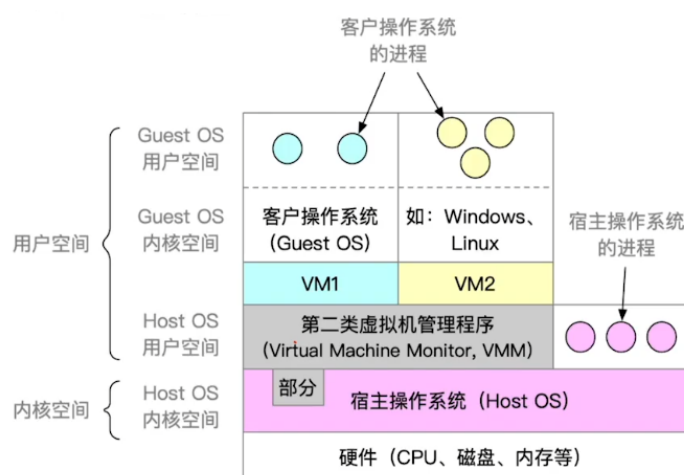 客户操作系统
的进程
Guest OS
用户空间
Guest OS
内核空间
客户操作系统
(Guest OS)
如：Windows、
Linux
宿主操作系统
的进程
用户空间
VM1
VM2
Host OS
用户空间
第二类虚拟机管理程序
(Virtual Machine Monitor, VMM)
部分
内核空间
Host OS
内核空间
宿主操作系统（Host OS）
硬件（CPU、磁盘、内存等）